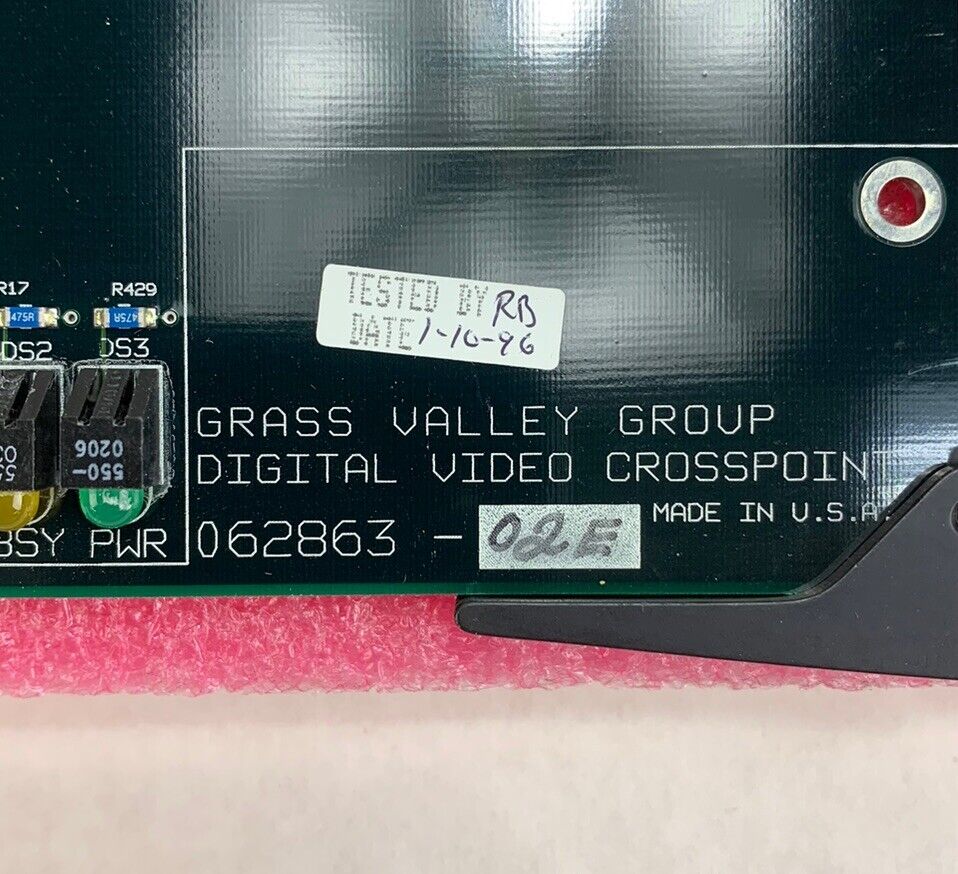 R17 R429
475R 475R
DS2 DS3
TESTED BY RB
DATE 1-10-96
550-
0206
GRASS VALLEY GROUP
DIGITAL VIDEO CROSSPOINT
MADE IN U.S.A.
BSY PWR
062863 - 02E